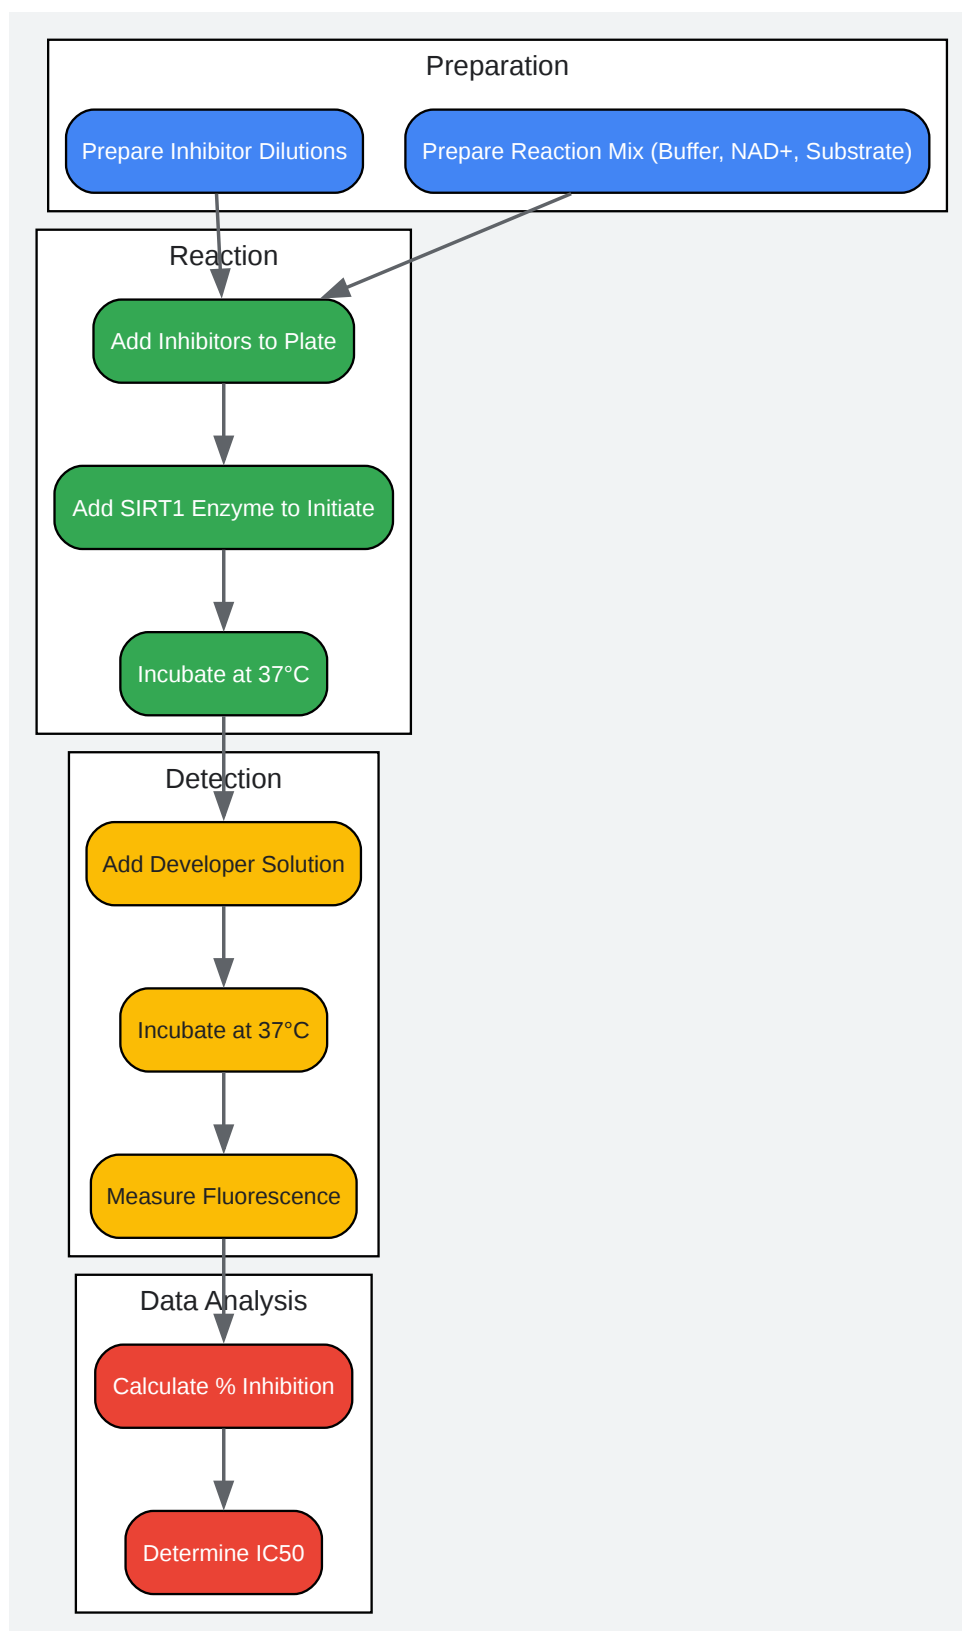 Preparation
Prepare Inhibitor Dilutions
Prepare Reaction Mix (Buffer, NAD+, Substrate)
Reaction
Add Inhibitors to Plate
Add SIRT1 Enzyme to Initiate
Incubate at 37°C
Detection
Add Developer Solution
Incubate at 37°C
Measure Fluorescence
Data Analysis
Calculate % Inhibition
Determine IC50